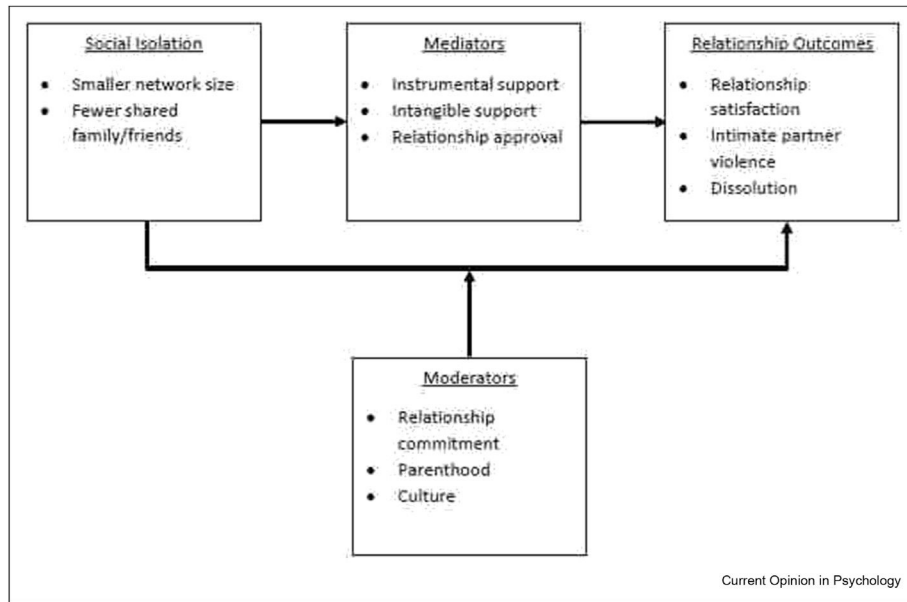 Social Isolation
• Smaller network size
• Fewer shared
family/friends
Mediators
• Instrumental support
• Intangible support
• Relationship approval
Relationship Outcomes
• Relationship
satisfaction
• Intimate partner
violence
• Dissolution
Moderators
• Relationship
commitment
• Parenthood
• Culture
Current Opinion in Psychology